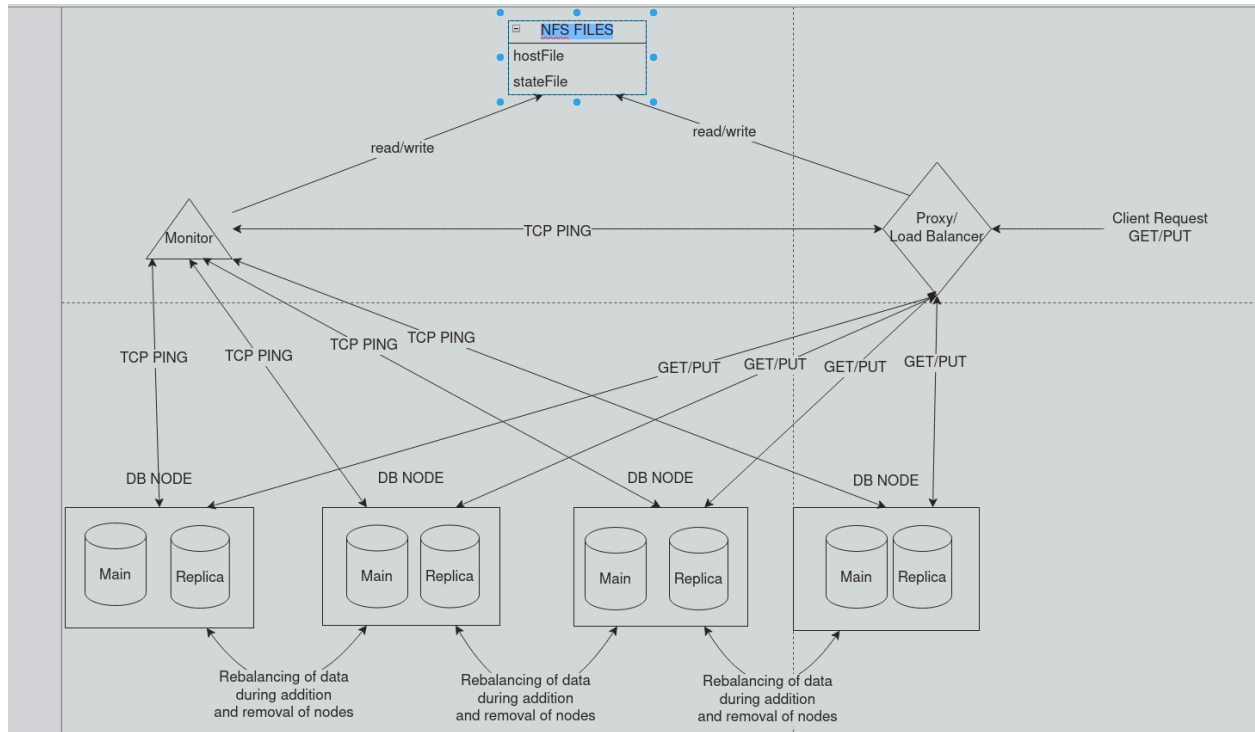 NFS FILES
hostFile
stateFile
read/write
read/write
Monitor
TCP PING
Proxy/
Load Balancer
Client Request
GET/PUT
TCP PING
TCP PING
TCP PING
TCP PING
GET/PUT
GET/PUT
GET/PUT
GET/PUT
DB NODE
DB NODE
DB NODE
DB NODE
Main
Replica
Main
Replica
Main
Replica
Main
Replica
Rebalancing of data
during addition
and removal of nodes
Rebalancing of data
during addition
and removal of nodes
Rebalancing of data
during addition
and removal of nodes